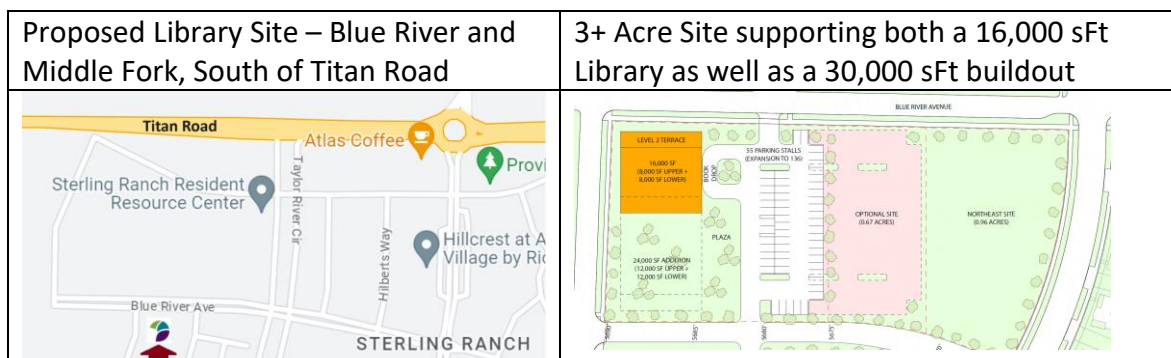 Proposed Library Site – Blue River and
Middle Fork, South of Titan Road
3+ Acre Site supporting both a 16,000 sFt
Library as well as a 30,000 sFt buildout
Titan Road
Atlas Coffee
Provi
Taylor River Cir
Sterling Ranch Resident
Resource Center
Hilberts Way
Hillcrest at A
Village by Ric
Blue River Ave
STERLING RANCH
BLUE RIVER AVENUE
LEVEL 2 TERRACE
16,000 SF
(8,000 SF UPPER +
8,000 SF LOWER)
BOOK
DROP
55 PARKING STALLS
(EXPANSION TO 136)
OPTIONAL SITE
(0.67 ACRES)
NORTHEAST SITE
(0.96 ACRES)
PLAZA
24,000 SF ADDITION
(12,000 SF UPPER +
12,000 SF LOWER)
5690'
5685'
5680'
5675'